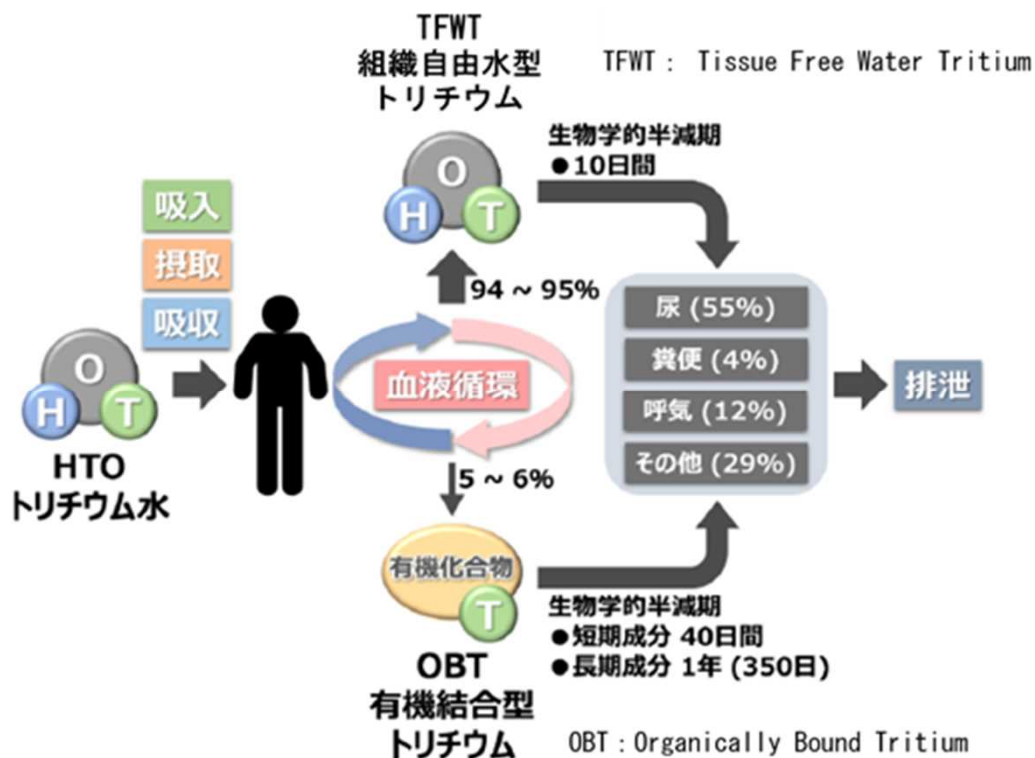 TFWT
組織自由水型
トリチウム
TFWT : Tissue Free Water Tritium
O
H
T
生物学的半減期
●10日間
吸入
摂取
吸収
94 ~ 95%
O
H
T
HTO
トリチウム水
血液循環
尿 (55%)
糞便 (4%)
呼気 (12%)
その他 (29%)
排泄
5 ~ 6%
有機化合物
T
OBT
有機結合型
トリチウム
生物学的半減期
●短期成分 40日間
●長期成分 1年 (350日)
OBT : Organically Bound Tritium